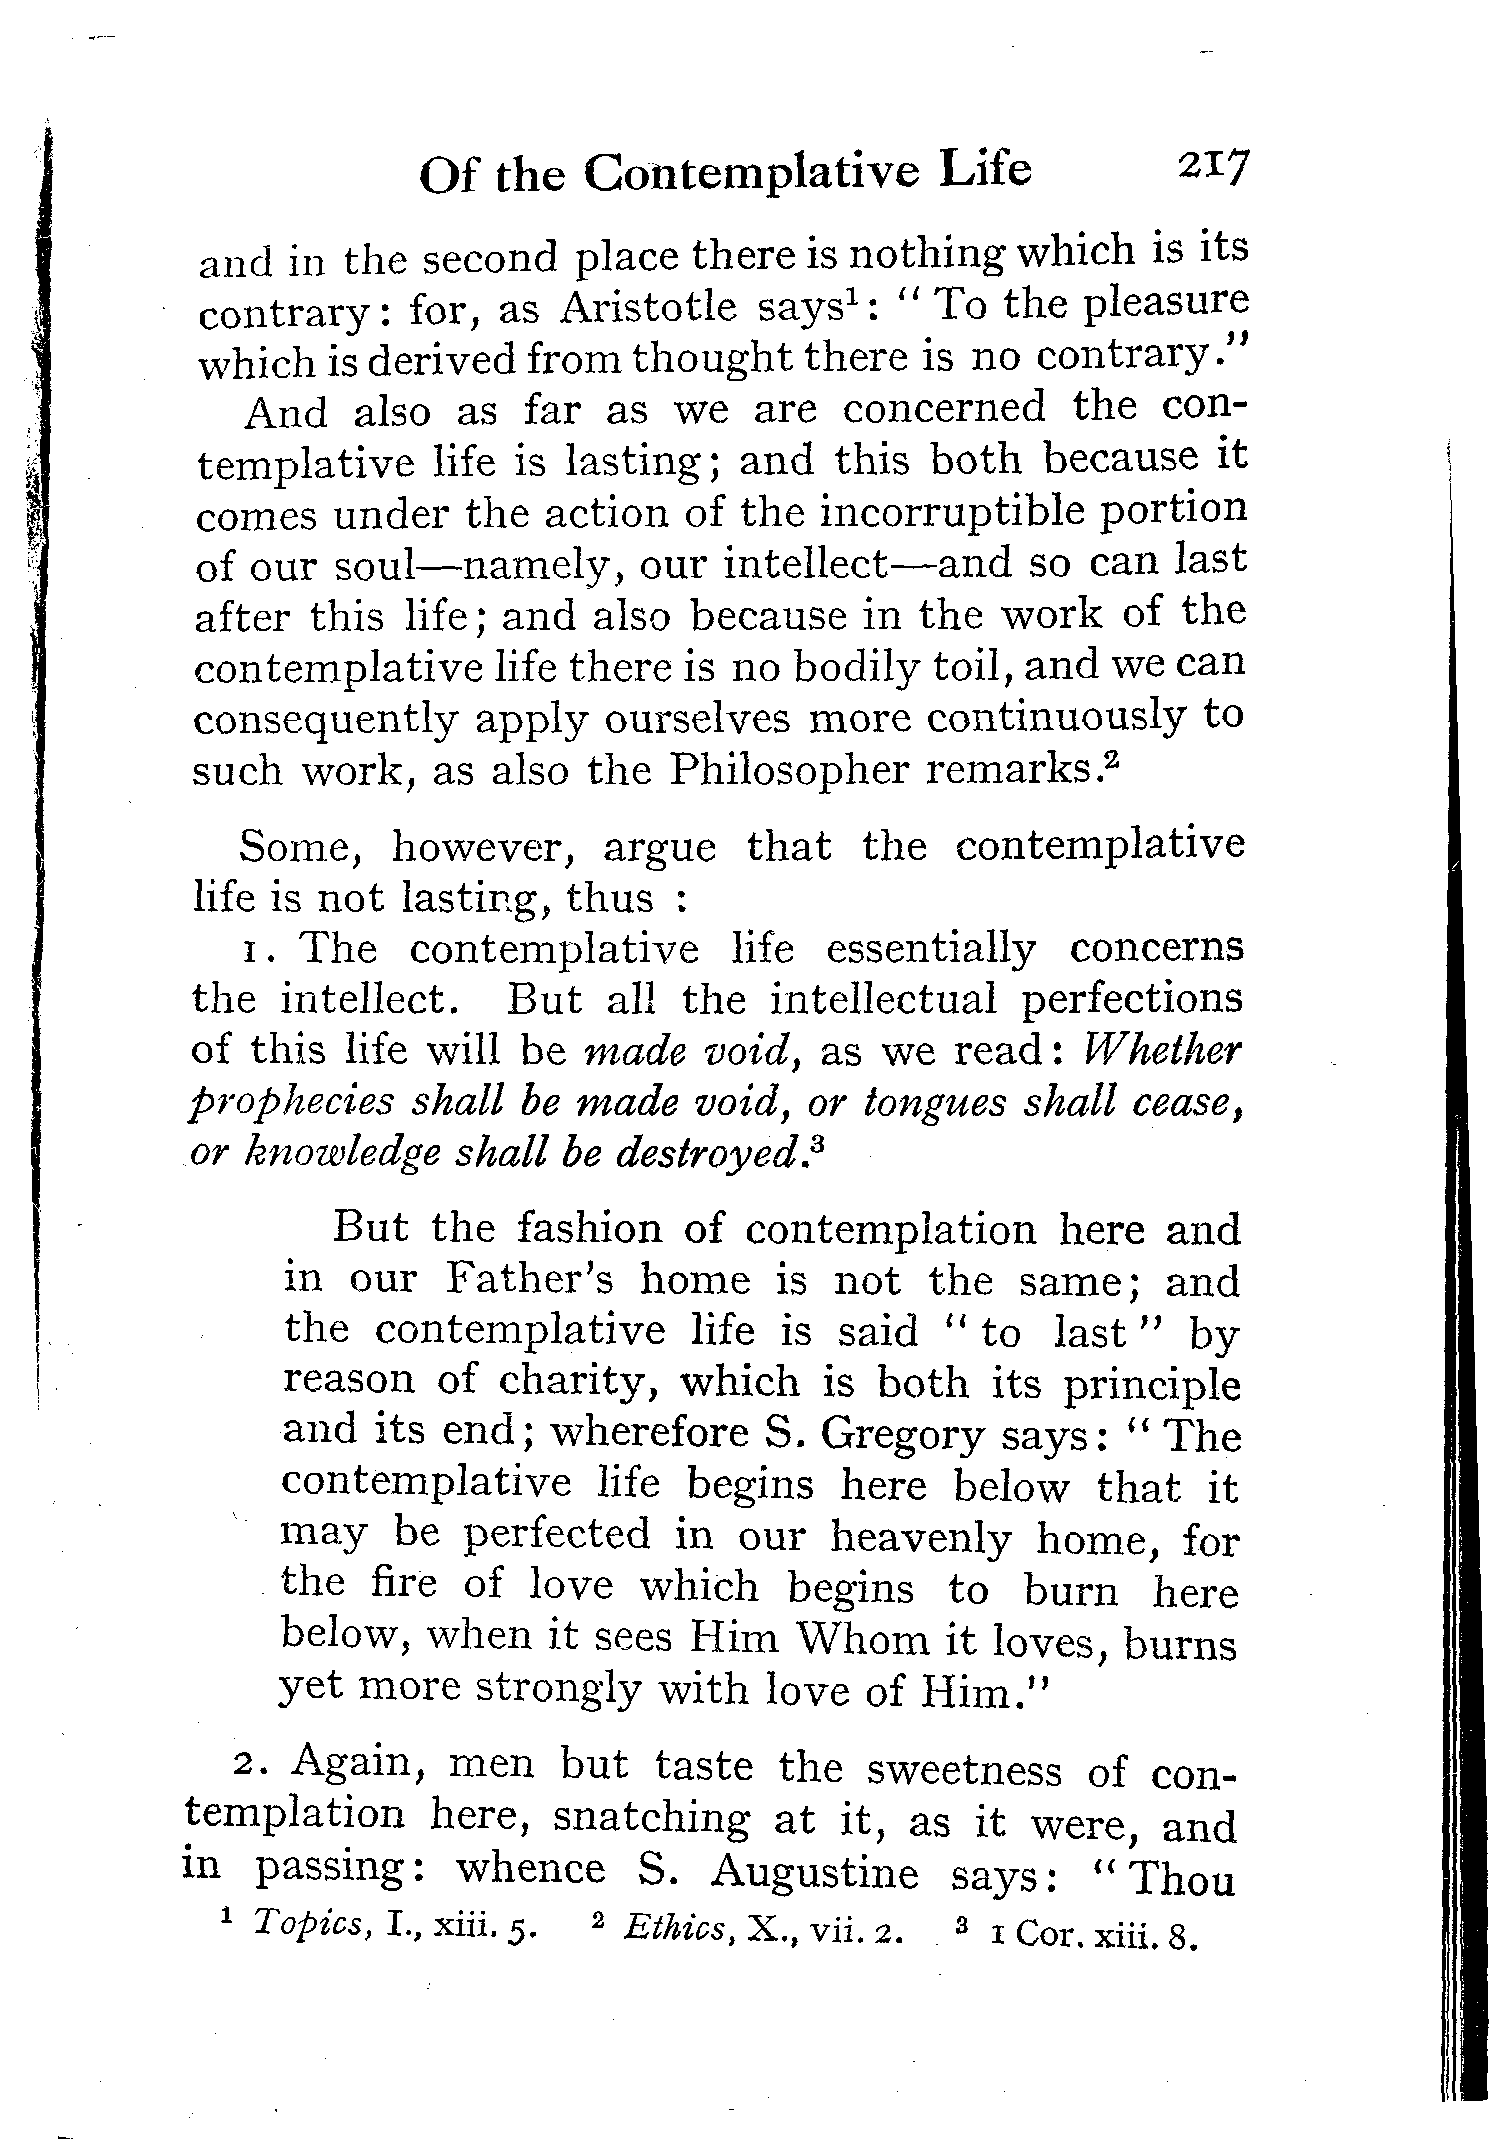 Of the Contemplative Life 217
and in the second place there is nothing which is its
contrary: for, as Aristotle says¹: "To the pleasure
which is derived from thought there is no contrary."
And also as far as we are concerned the con-
templative life is lasting; and this both because it
comes under the action of the incorruptible portion
of our soul—namely, our intellect—and so can last
after this life; and also because in the work of the
contemplative life there is no bodily toil, and we can
consequently apply ourselves more continuously to
such work, as also the Philosopher remarks.²
Some, however, argue that the contemplative
life is not lasting, thus :
1. The contemplative life essentially concerns
the intellect. But all the intellectual perfections
of this life will be made void, as we read: Whether
prophecies shall be made void, or tongues shall cease,
or knowledge shall be destroyed.³
But the fashion of contemplation here and
in our Father's home is not the same; and
the contemplative life is said "to last" by
reason of charity, which is both its principle
and its end; wherefore S. Gregory says: "The
contemplative life begins here below that it
may be perfected in our heavenly home, for
the fire of love which begins to burn here
below, when it sees Him Whom it loves, burns
yet more strongly with love of Him."
2. Again, men but taste the sweetness of con-
templation here, snatching at it, as it were, and
in passing: whence S. Augustine says: "Thou
¹ Topics, I., xiii. 5. ² Ethics, X., vii. 2. ³ 1 Cor. xiii. 8.